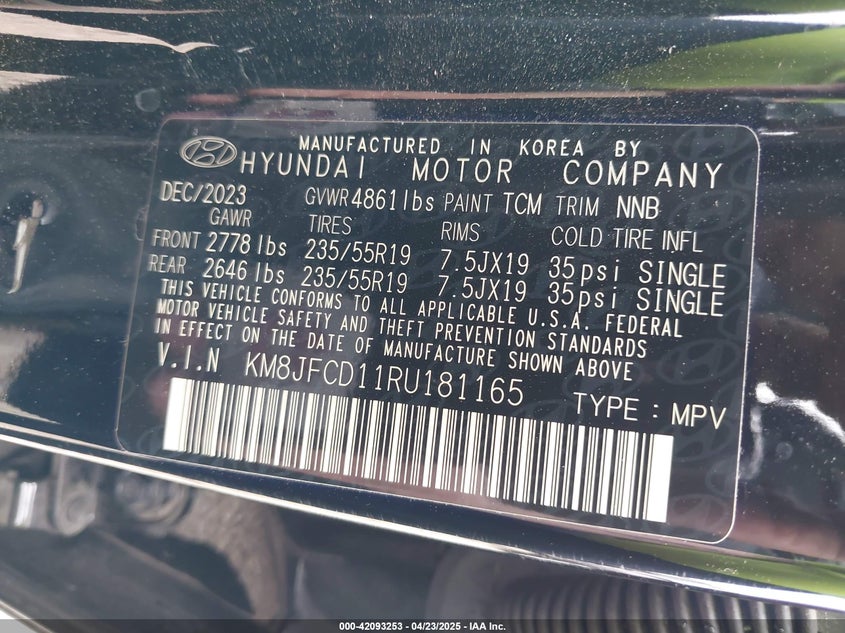 MANUFACTURED IN KOREA BY
HYUNDAI MOTOR COMPANY
DEC/2023 GVWR 4861 lbs PAINT TCM TRIM NNB
GAWR TIRES RIMS COLD TIRE INFL
FRONT 2778 lbs 235/55R19 7.5JX19 35psi SINGLE
REAR 2646 lbs 235/55R19 7.5JX19 35psi SINGLE
THIS VEHICLE CONFORMS TO ALL APPLICABLE U.S.A. FEDERAL
MOTOR VEHICLE SAFETY AND THEFT PREVENTION STANDARDS
IN EFFECT ON THE DATE OF MANUFACTURE SHOWN ABOVE
V.I.N KM8JFCD11RU181165 TYPE : MPV
000-42093253 — 04/23/2025 — IAA Inc.